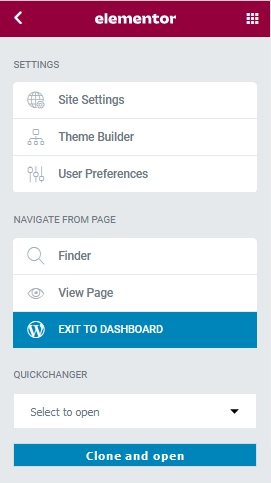 elementor
SETTINGS
Site Settings
Theme Builder
User Preferences
NAVIGATE FROM PAGE
Finder
View Page
EXIT TO DASHBOARD
QUICKCHANGER
Select to open
Clone and open